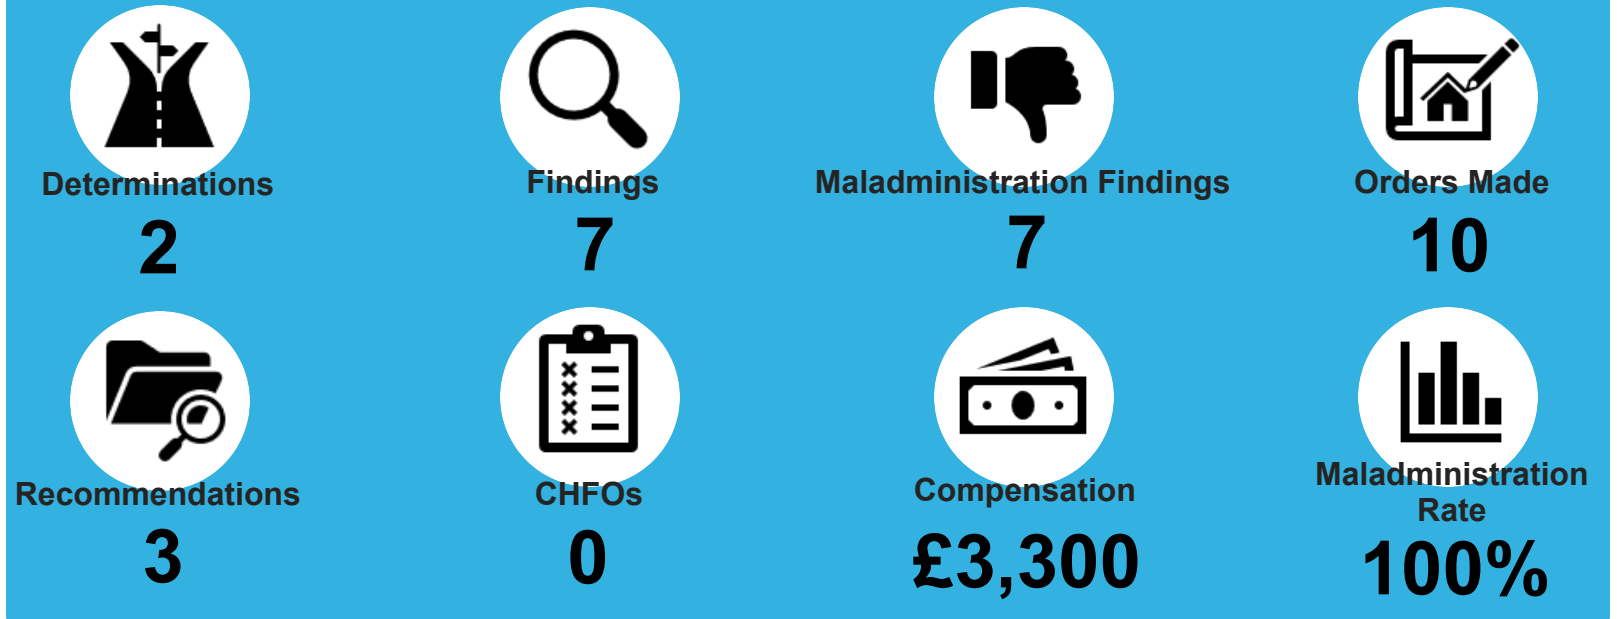 Determinations
2
Findings
7
Maladministration Findings
7
Orders Made
10
Recommendations
3
CHFOs
0
Compensation
£3,300
Maladministration
Rate
100%